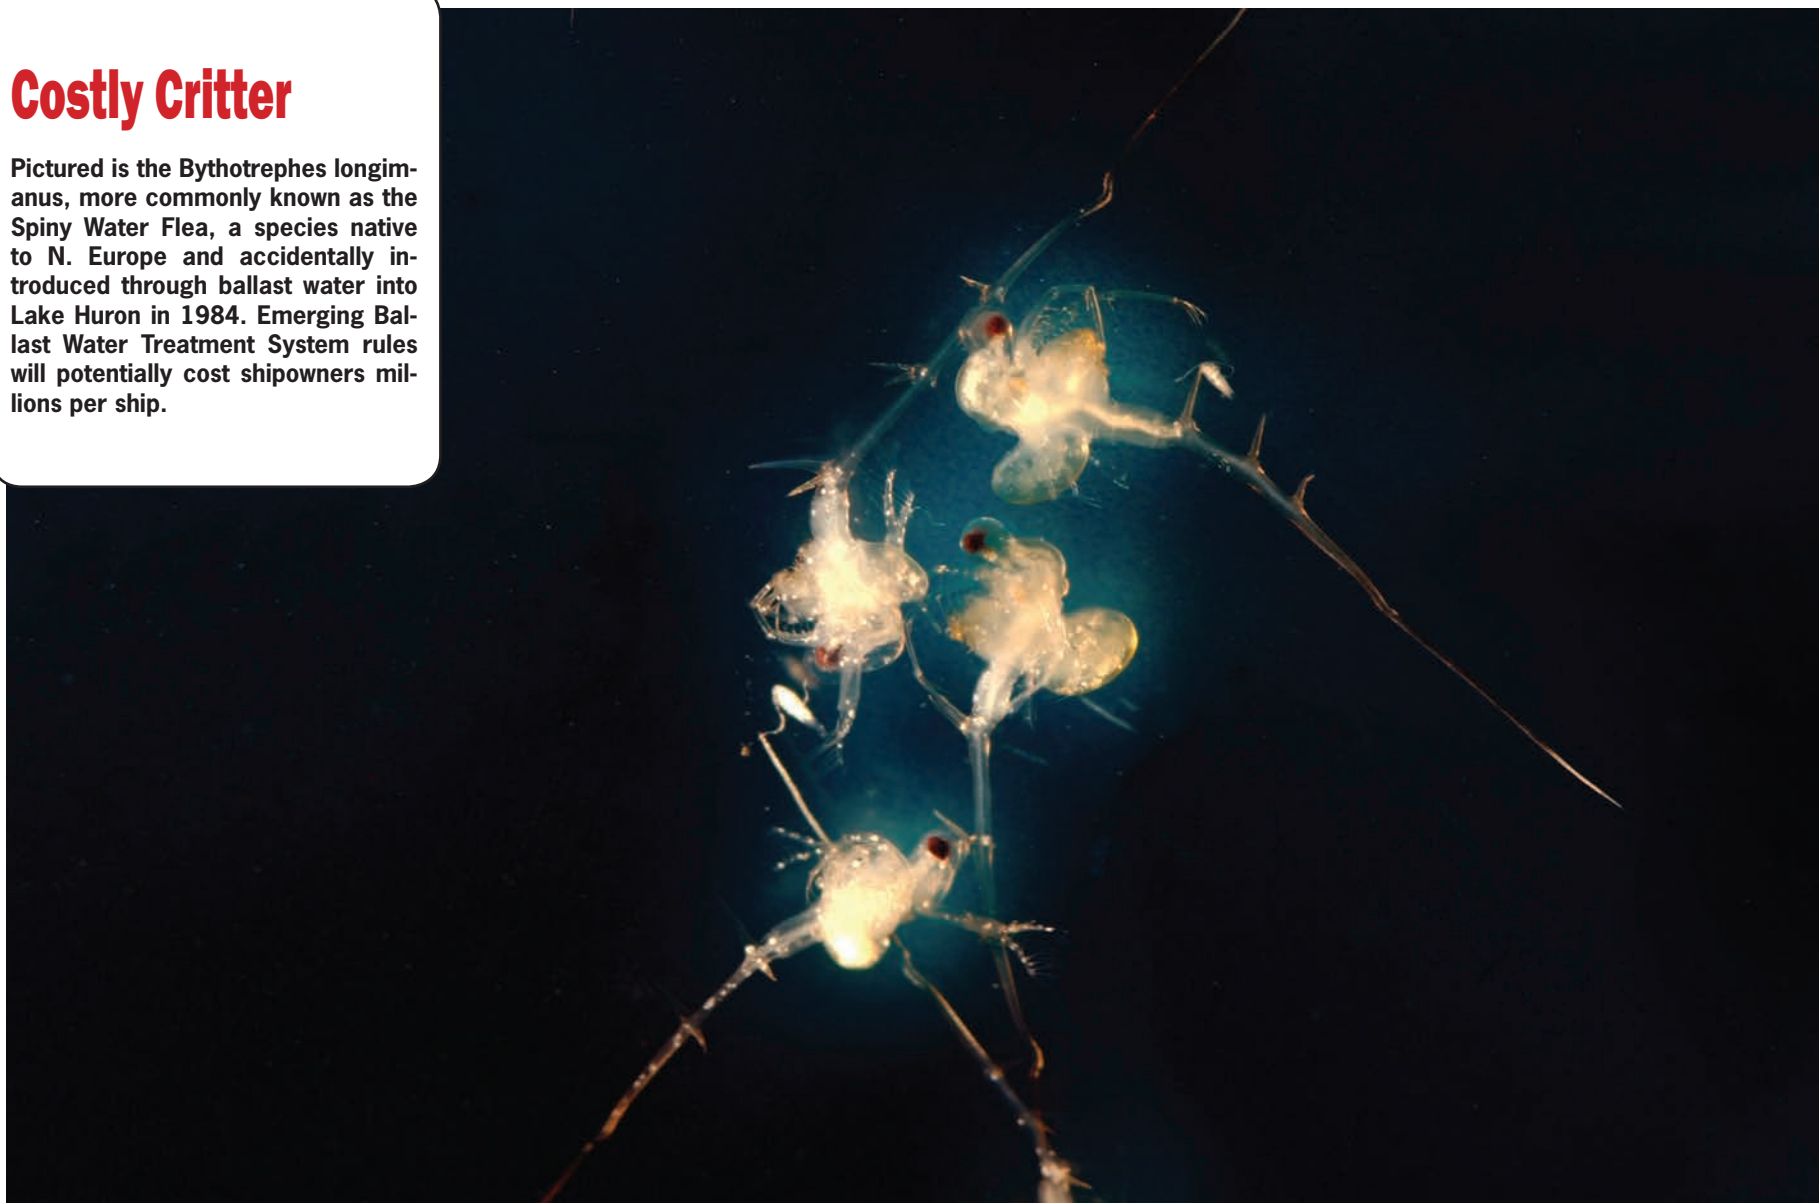 Costly Critter
Pictured is the Bythotrephes longim-
anus, more commonly known as the
Spiny Water Flea, a species native
to N. Europe and accidentally in-
troduced through ballast water into
Lake Huron in 1984. Emerging Bal-
last Water Treatment System rules
will potentially cost shipowners mil-
lions per ship.